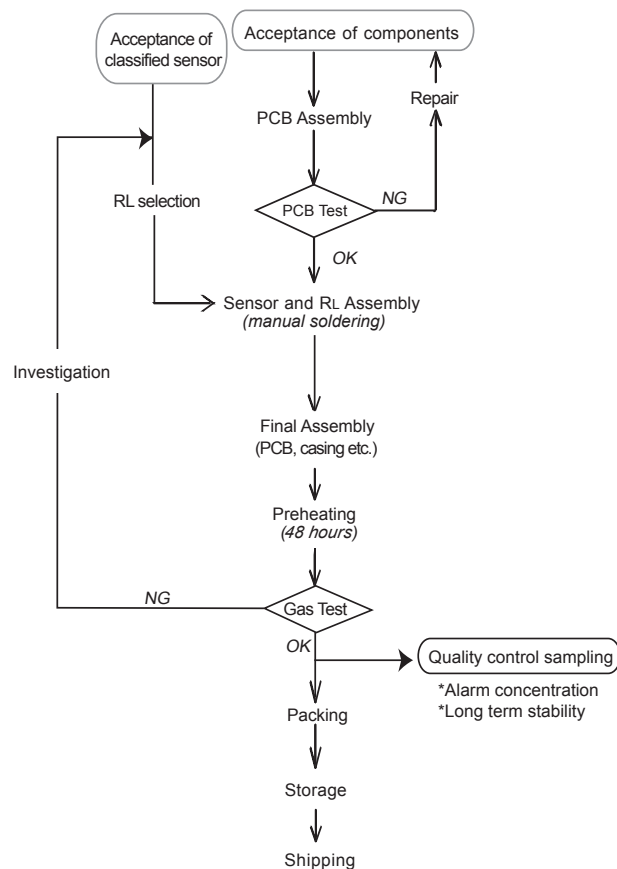 Acceptance of
classified sensor
Acceptance of components
Repair
PCB Assembly
RL selection
PCB Test
NG
OK
Sensor and RL Assembly
(manual soldering)
Investigation
Final Assembly
(PCB, casing etc.)
Preheating
(48 hours)
NG
Gas Test
OK
Quality control sampling
*Alarm concentration
*Long term stability
Packing
Storage
Shipping